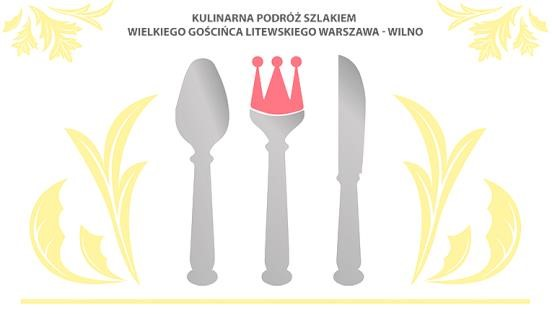 KULINARNA PODRÓŻ SZLAKIEM
WIELKIEGO GOŚCIŃCA LITEWSKIEGO WARSZAWA - WILNO